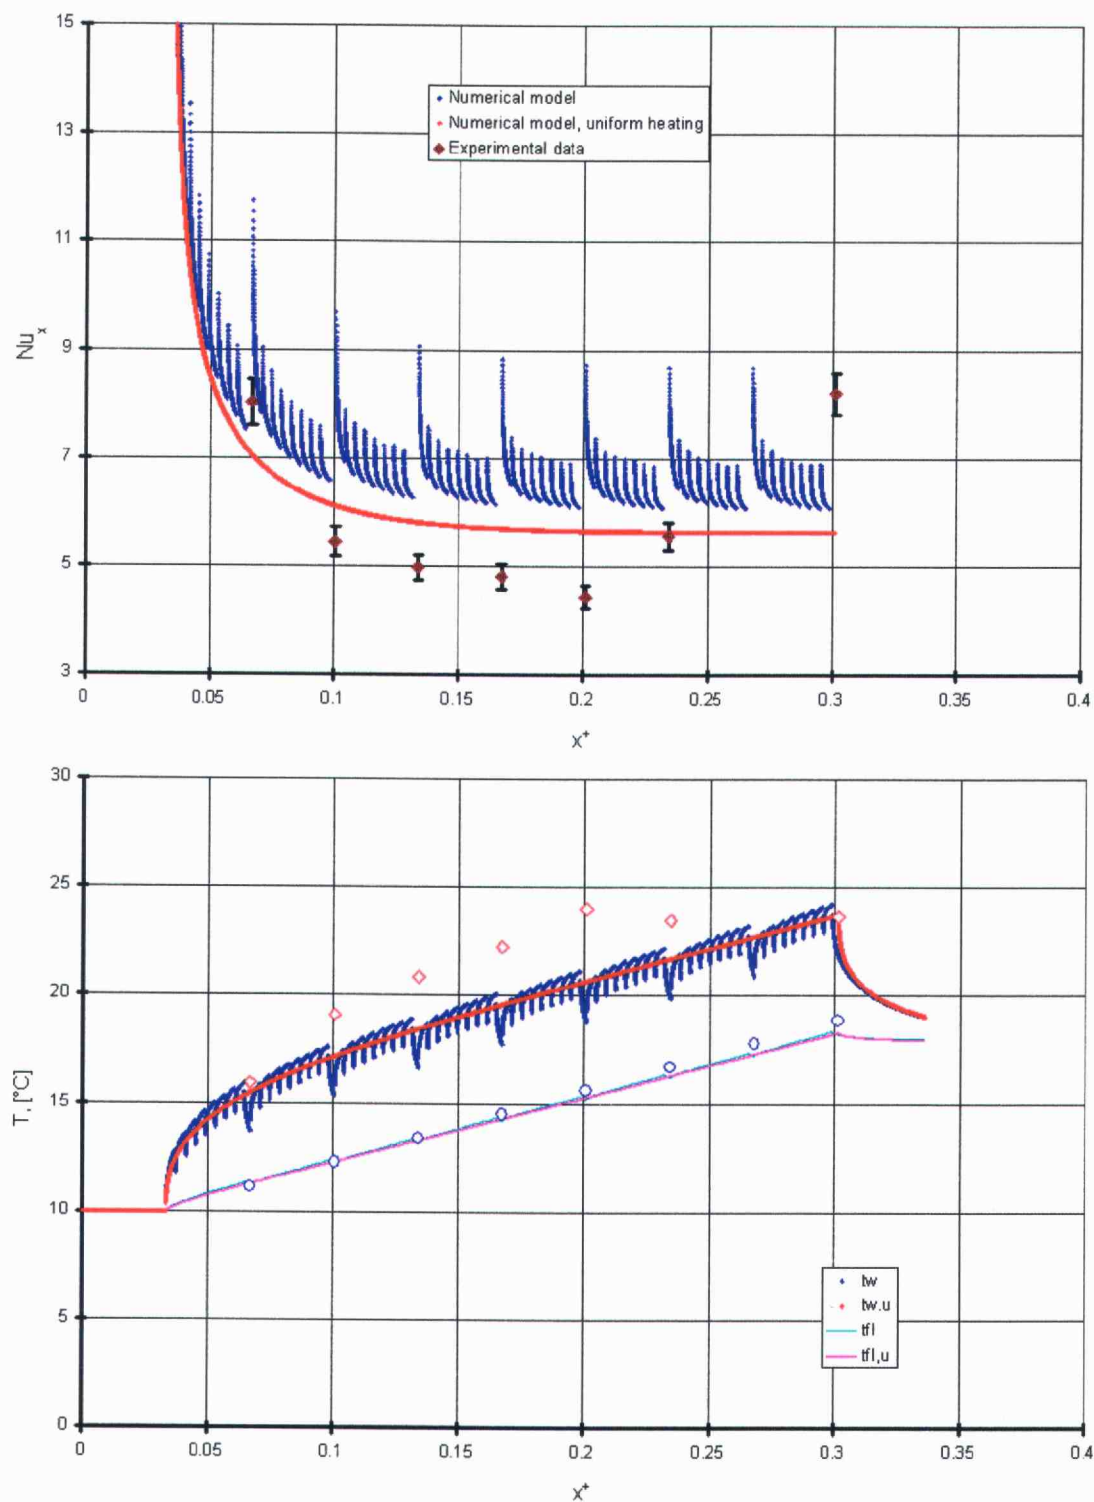 15
13
11
9
7
5
3
Nu_x
Numerical model
Numerical model, uniform heating
Experimental data
0 0.05 0.1 0.15 0.2 0.25 0.3 0.35 0.4
x+
30
25
20
15
10
5
0
T, [°C]
tw
tw.u
tfl
tfl,u
0 0.05 0.1 0.15 0.2 0.25 0.3 0.35 0.4
x+